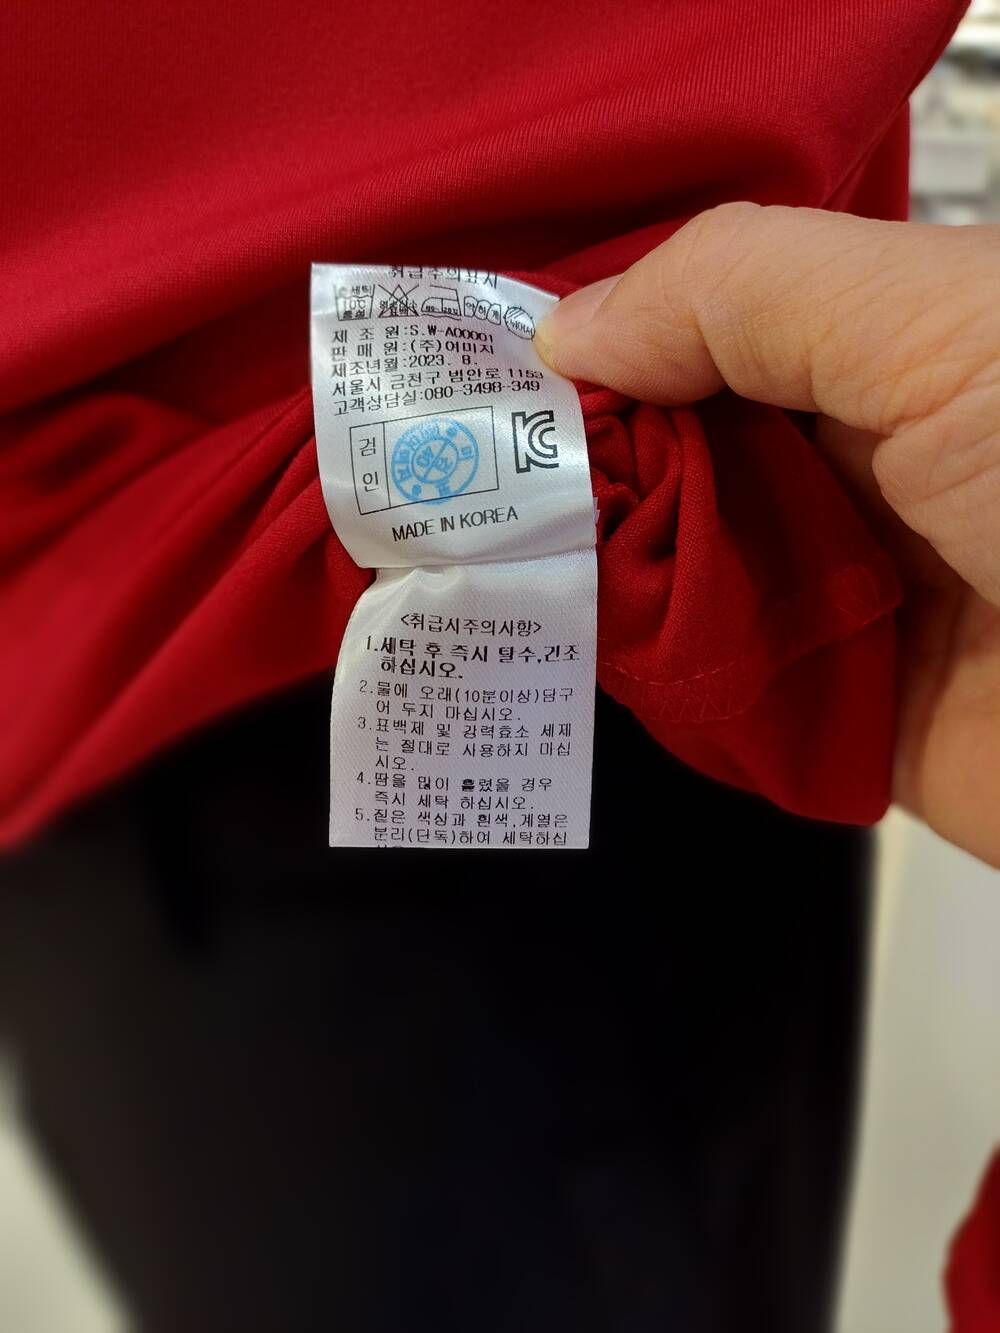 취급주의표시
제 조 원:S.W-A00001
판 매 원:(주)여미지
제조년월:2023. 8.
서울시 금천구 범안로 1153
고객상담실:080-3498-349
검
인
MADE IN KOREA
<취급시주의사항>
1.세탁 후 즉시 탈수,건조
하십시오.
2.물에 오래(10분이상)담구
어 두지 마십시오.
3.표백제 및 강력효소 세제
는 절대로 사용하지 마십
시오.
4.땀을 많이 흘렸을 경우
즉시 세탁 하십시오.
5.짙은 색상과 흰색,계열은
분리(단독)하여 세탁하십